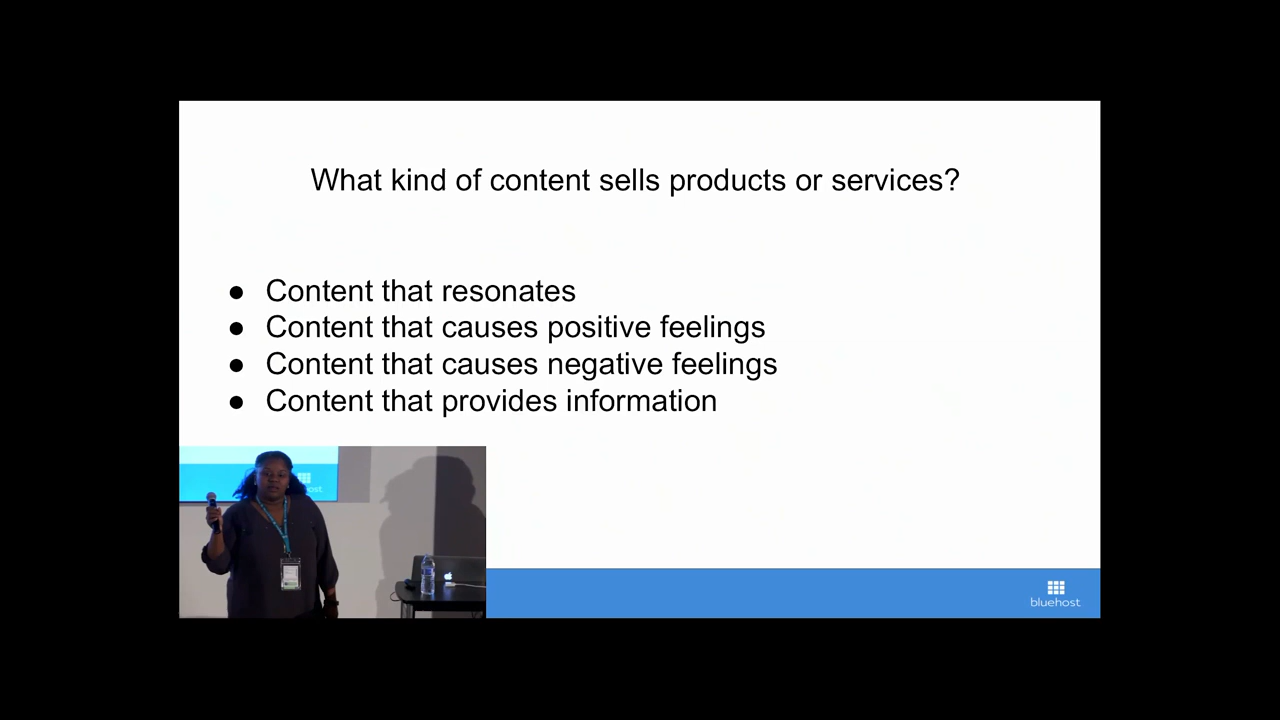 What kind of content sells products or services?
● Content that resonates
● Content that causes positive feelings
● Content that causes negative feelings
● Content that provides information
bluehost